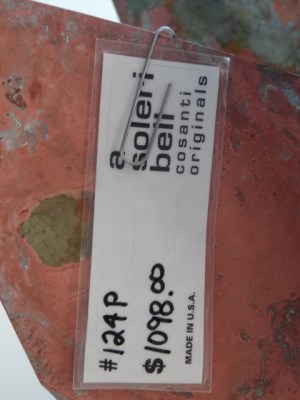 a
soleri
bell
cosanti
originals
#124P
$1098.00
MADE IN U.S.A.